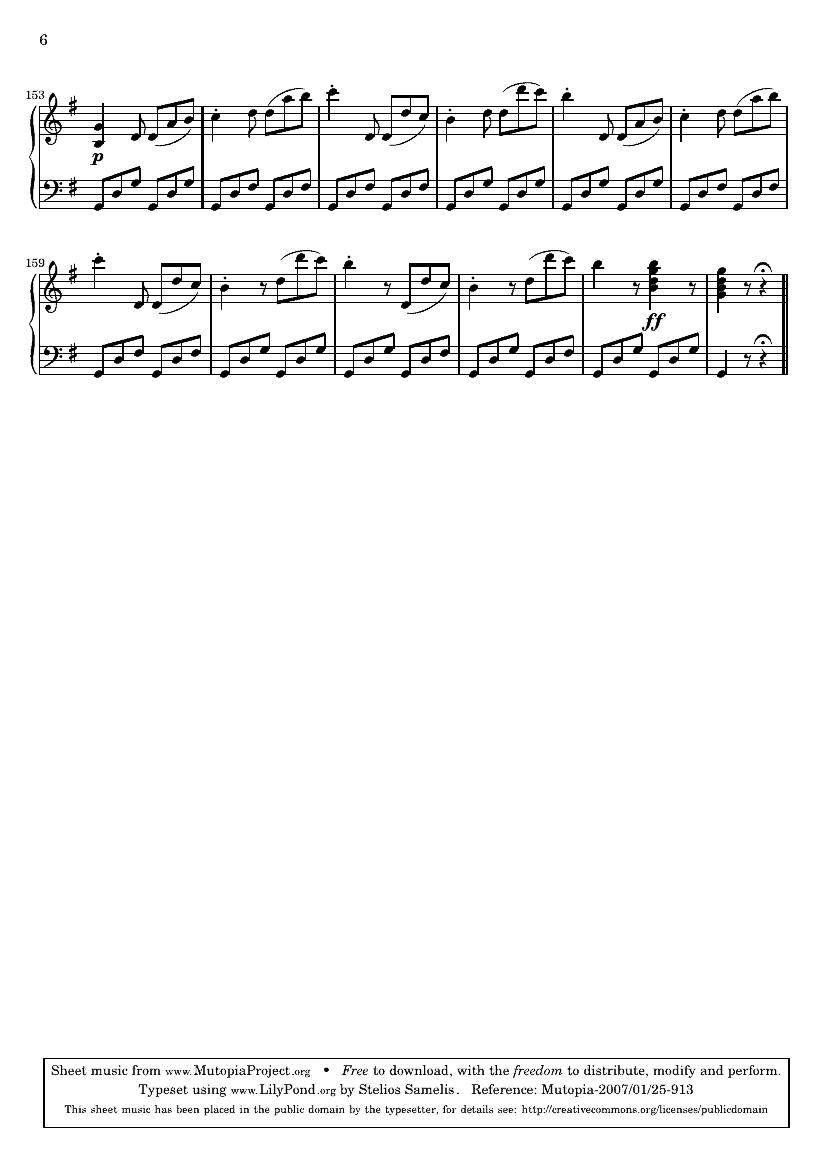 6
153
p
159
ff
Sheet music from www.MutopiaProject.org • Free to download, with the freedom to distribute, modify and perform.
Typeset using www.LilyPond.org by Stelios Samelis. Reference: Mutopia-2007/01/25-913
This sheet music has been placed in the public domain by the typesetter, for details see: http://creativecommons.org/licenses/publicdomain